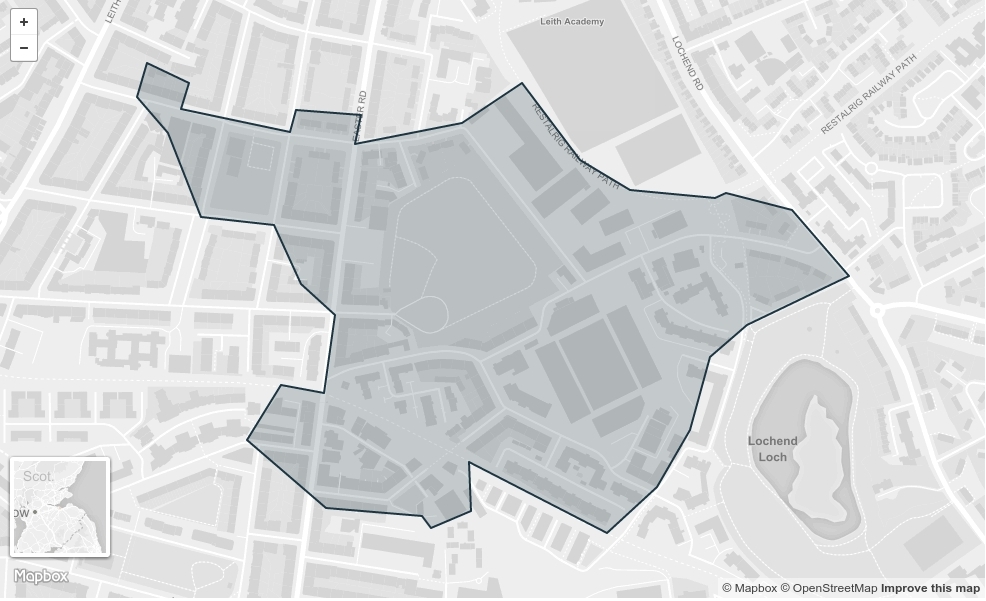 +
−
LEITH
Leith Academy
LOCHEND RD
RESTALRIG RAILWAY PATH
EASTER RD
RESTALRIG RAILWAY PATH
Lochend
Loch
Scot.
ow
Mapbox
© Mapbox © OpenStreetMap Improve this map